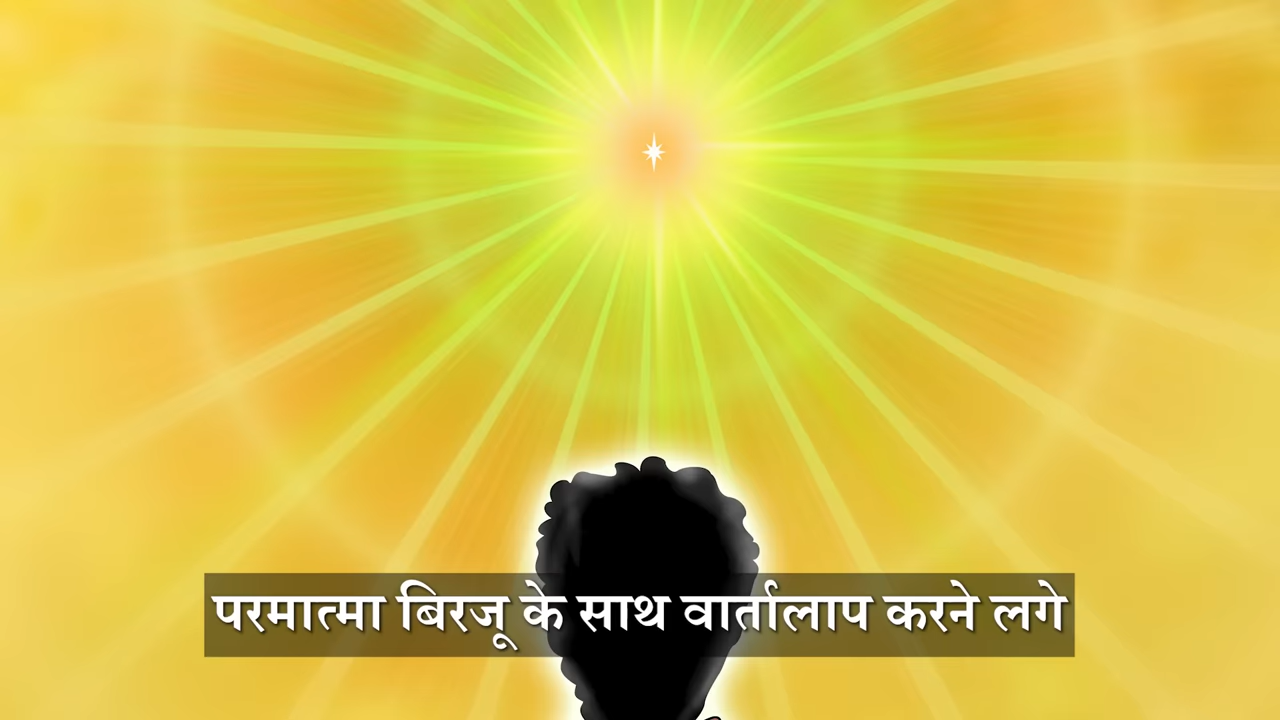 परमात्मा बिरजू के साथ वार्तालाप करने लगे